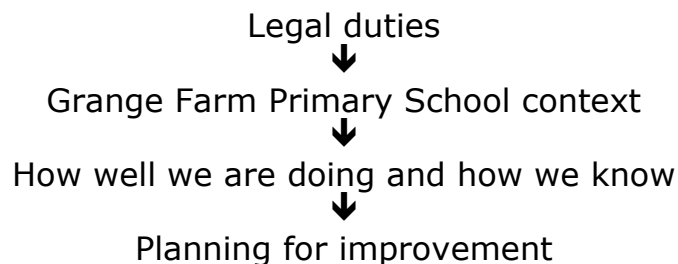 Legal duties
Grange Farm Primary School context
How well we are doing and how we know
Planning for improvement